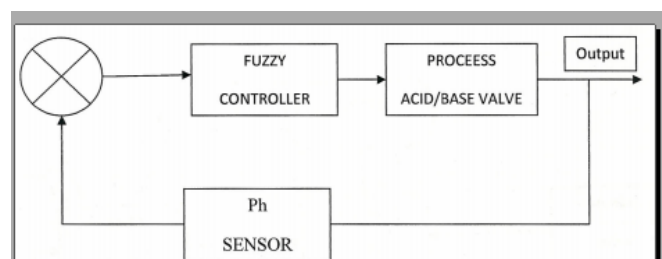 FUZZY
CONTROLLER
PROCEESS
ACID/BASE VALVE
Output
Ph
SENSOR